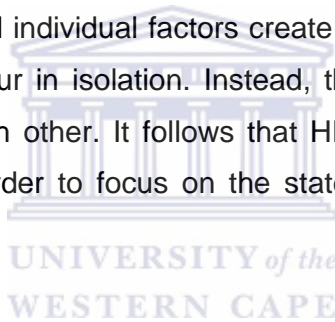 l individual factors create
ur in isolation. Instead, th
n other. It follows that HI
rder to focus on the state
UNIVERSITY of the
WESTERN CAPE